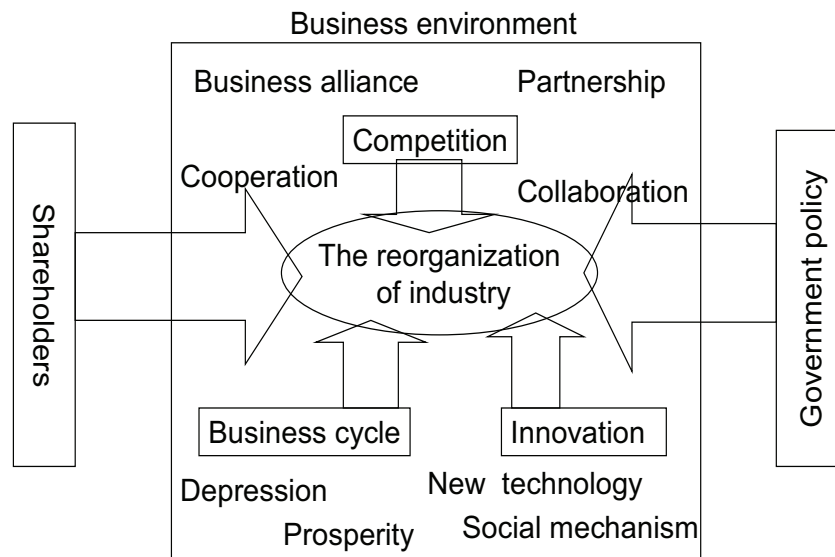 Business environment
Business alliance
Partnership
Competition
Cooperation
Collaboration
Shareholders
The reorganization
of industry
Government policy
Business cycle
Innovation
Depression
New technology
Prosperity
Social mechanism